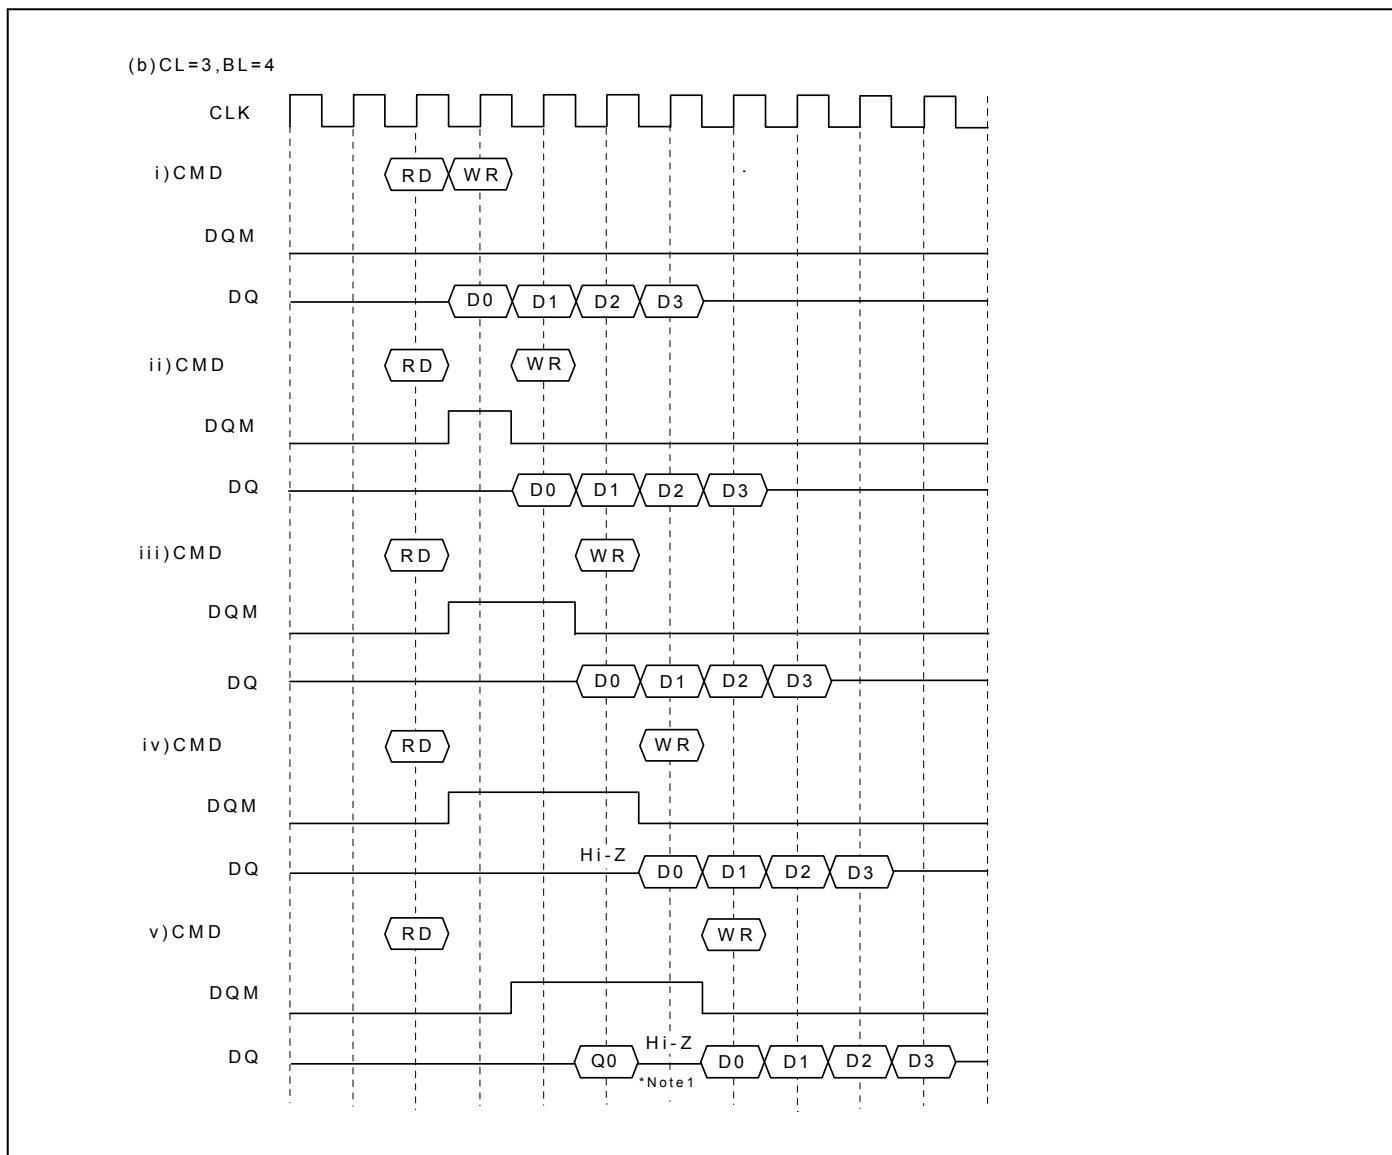 (b)CL=3,BL=4
CLK
i)CMD RD WR
DQM
DQ D0 D1 D2 D3
ii)CMD RD WR
DQM
DQ D0 D1 D2 D3
iii)CMD RD WR
DQM
DQ D0 D1 D2 D3
iv)CMD RD WR
DQM
DQ Hi-Z D0 D1 D2 D3
v)CMD RD WR
DQM
DQ Q0 Hi-Z D0 D1 D2 D3
*Note1